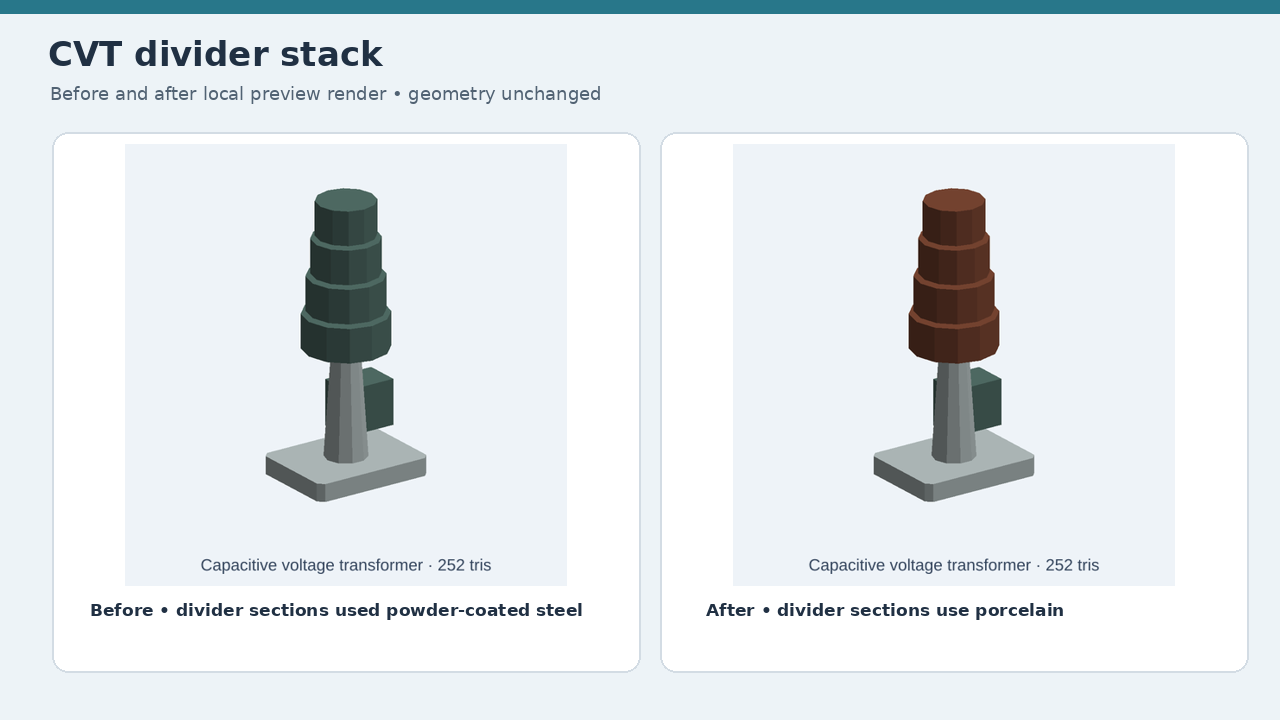 CVT divider stack
Before and after local preview render • geometry unchanged
Capacitive voltage transformer · 252 tris
Before • divider sections used powder-coated steel
Capacitive voltage transformer · 252 tris
After • divider sections use porcelain